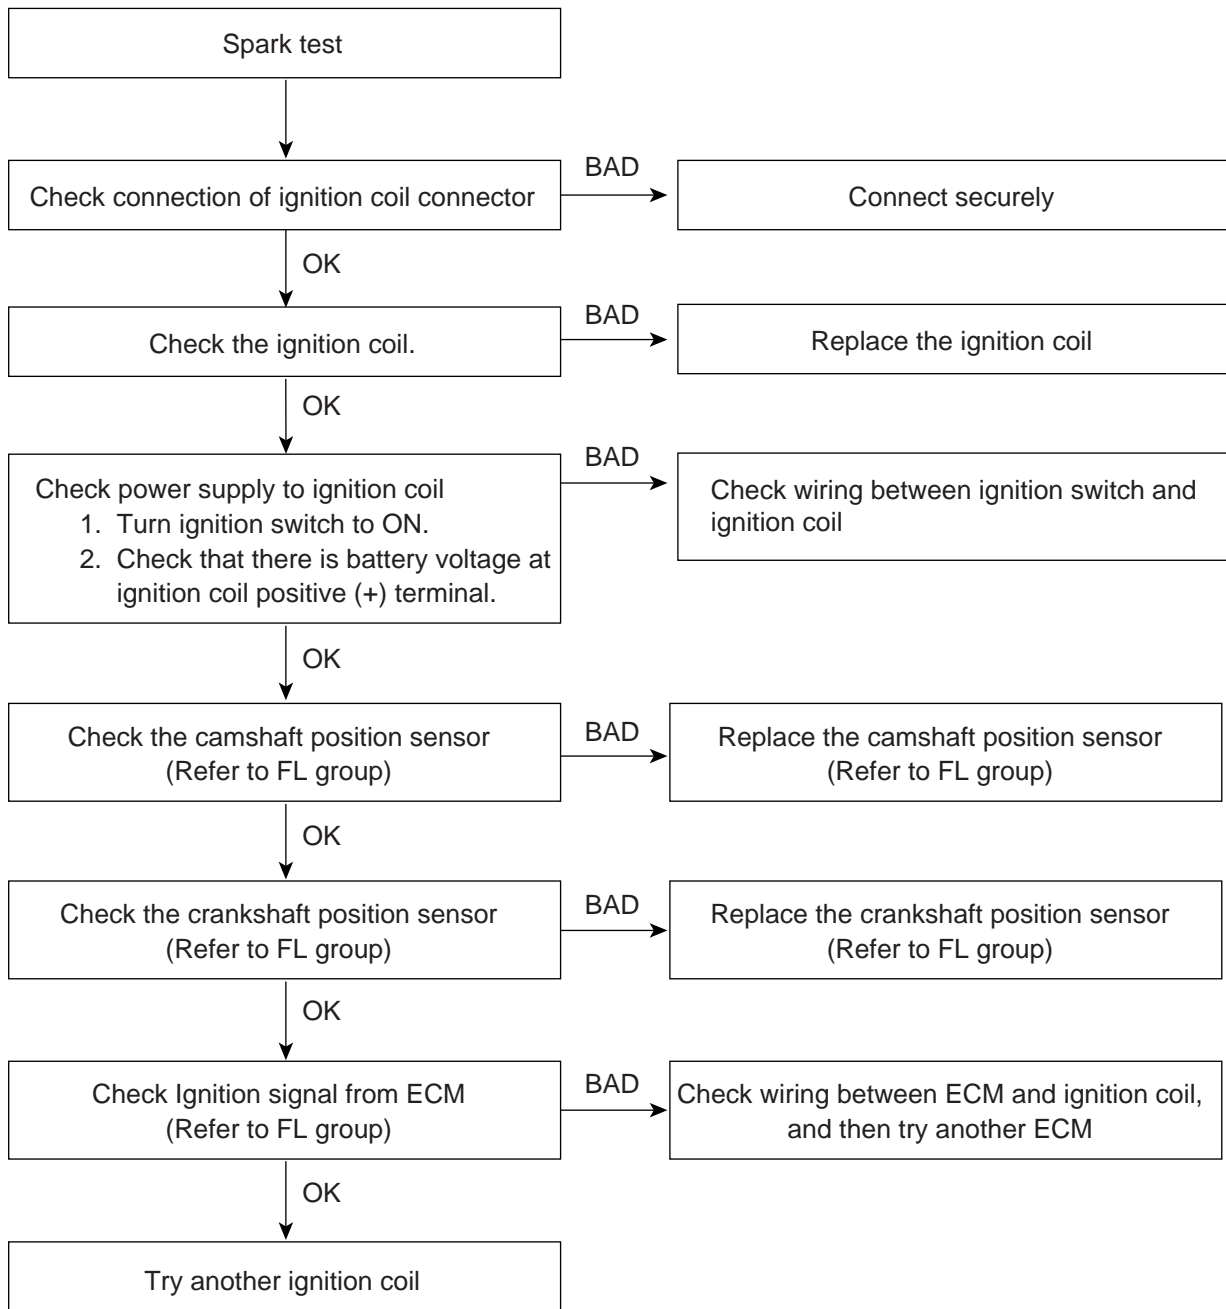 Spark test
BAD
Check connection of ignition coil connector
Connect securely
OK
BAD
Check the ignition coil.
Replace the ignition coil
OK
BAD
Check power supply to ignition coil
1. Turn ignition switch to ON.
2. Check that there is battery voltage at
ignition coil positive (+) terminal.
Check wiring between ignition switch and
ignition coil
OK
BAD
Check the camshaft position sensor
(Refer to FL group)
Replace the camshaft position sensor
(Refer to FL group)
OK
BAD
Check the crankshaft position sensor
(Refer to FL group)
Replace the crankshaft position sensor
(Refer to FL group)
OK
BAD
Check Ignition signal from ECM
(Refer to FL group)
Check wiring between ECM and ignition coil,
and then try another ECM
OK
Try another ignition coil